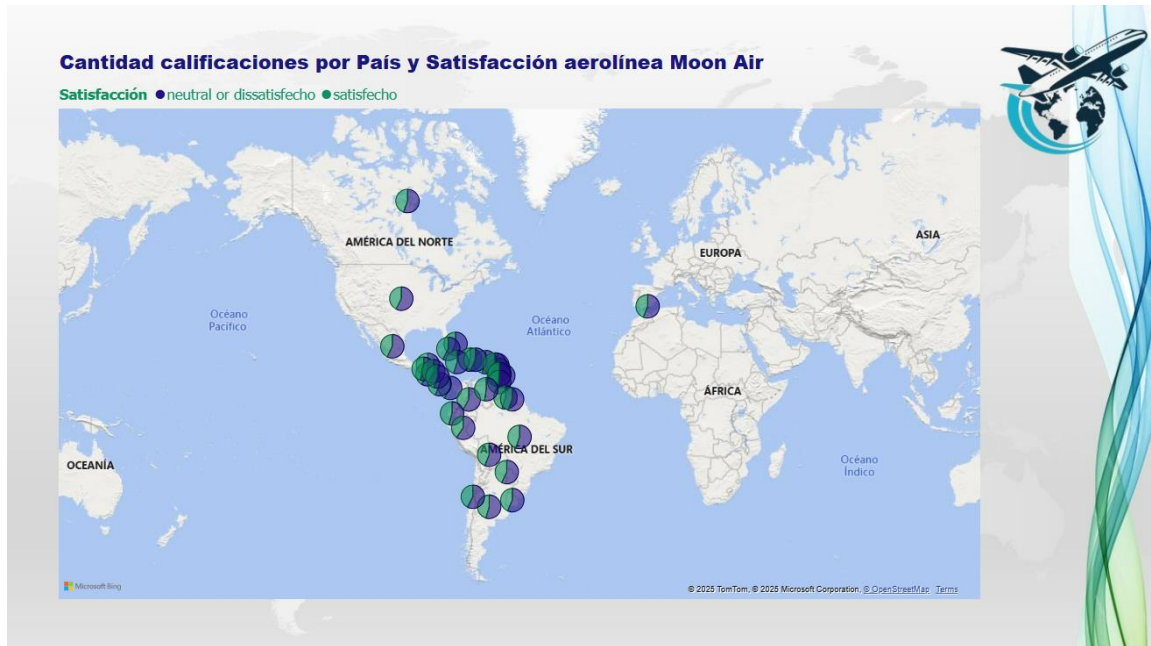 Cantidad calificaciones por País y Satisfacción aerolínea Moon Air
Satisfacción neutral or dissatisfecho satisfecho
AMÉRICA DEL NORTE
EUROPA
ASIA
Océano
Pacífico
Océano
Atlántico
ÁFRICA
AMÉRICA DEL SUR
OCEANÍA
Océano
Índico
Microsoft Bing
© 2025 TomTom, © 2025 Microsoft Corporation, © OpenStreetMap Terms